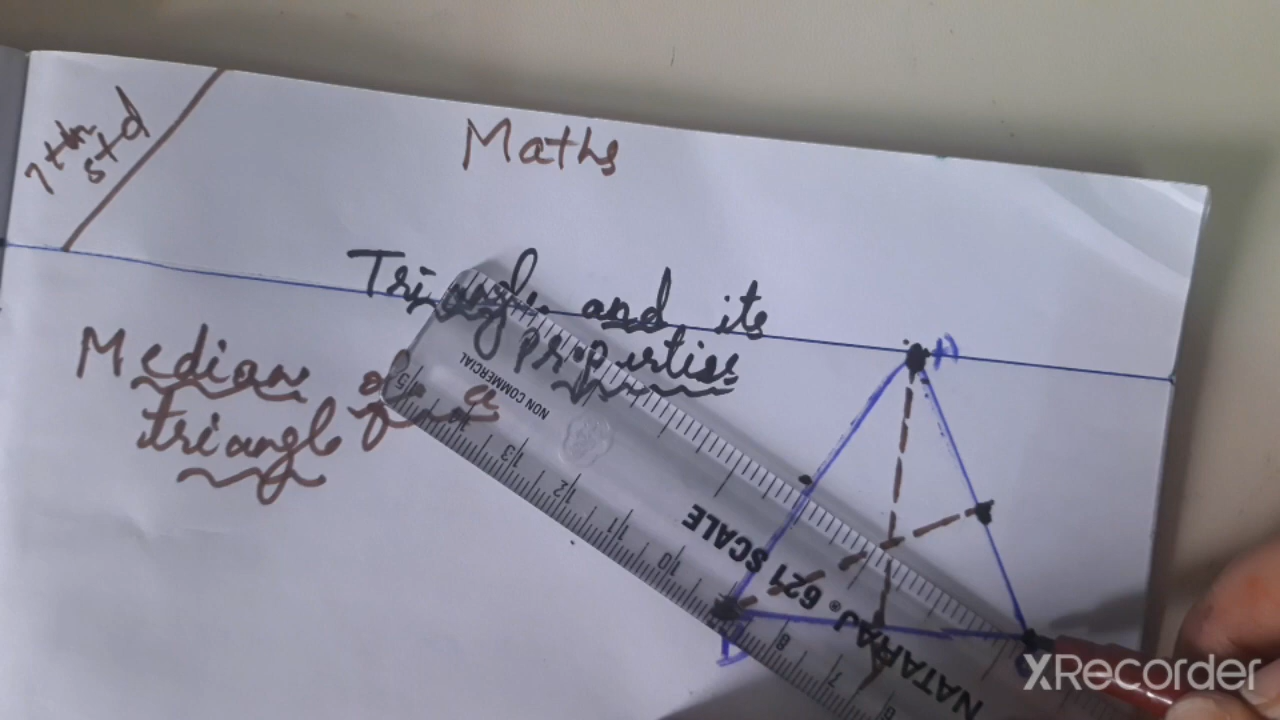 7th
std
Maths
Triangle and its
properties
Median of a
triangle
A
B
NON COMMERCIAL
15 14 13 12 11 10 8 7 6
NATARAJ® 621 SCALE
XRecorder